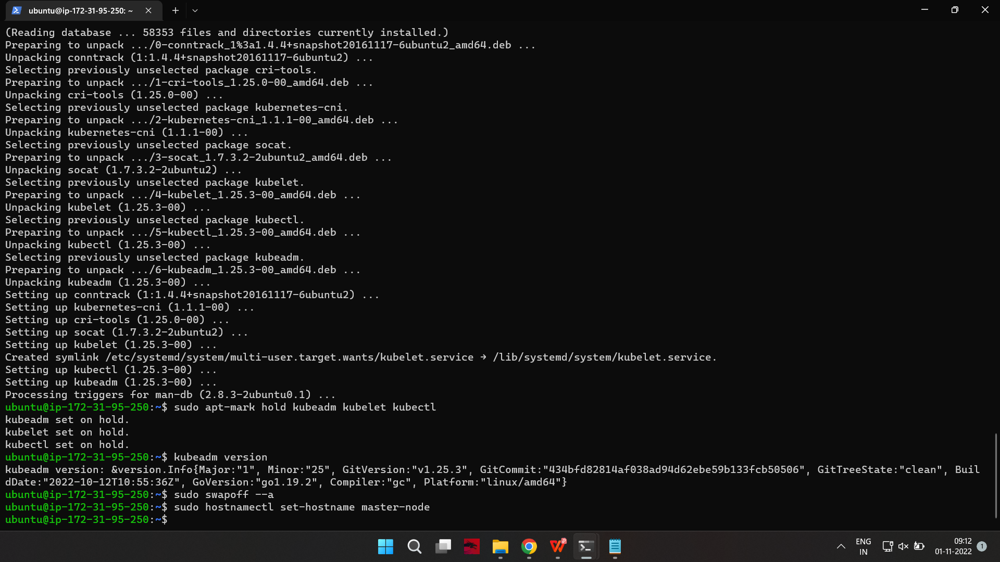 ubuntu@ip-172-31-95-250: ~
(Reading database ... 58353 files and directories currently installed.)
Preparing to unpack .../0-conntrack_1%3a1.4.4+snapshot20161117-6ubuntu2_amd64.deb ...
Unpacking conntrack (1:1.4.4+snapshot20161117-6ubuntu2) ...
Selecting previously unselected package cri-tools.
Preparing to unpack .../1-cri-tools_1.25.0-00_amd64.deb ...
Unpacking cri-tools (1.25.0-00) ...
Selecting previously unselected package kubernetes-cni.
Preparing to unpack .../2-kubernetes-cni_1.1.1-00_amd64.deb ...
Unpacking kubernetes-cni (1.1.1-00) ...
Selecting previously unselected package socat.
Preparing to unpack .../3-socat_1.7.3.2-2ubuntu2_amd64.deb ...
Unpacking socat (1.7.3.2-2ubuntu2) ...
Selecting previously unselected package kubelet.
Preparing to unpack .../4-kubelet_1.25.3-00_amd64.deb ...
Unpacking kubelet (1.25.3-00) ...
Selecting previously unselected package kubectl.
Preparing to unpack .../5-kubectl_1.25.3-00_amd64.deb ...
Unpacking kubectl (1.25.3-00) ...
Selecting previously unselected package kubeadm.
Preparing to unpack .../6-kubeadm_1.25.3-00_amd64.deb ...
Unpacking kubeadm (1.25.3-00) ...
Setting up conntrack (1:1.4.4+snapshot20161117-6ubuntu2) ...
Setting up kubernetes-cni (1.1.1-00) ...
Setting up cri-tools (1.25.0-00) ...
Setting up socat (1.7.3.2-2ubuntu2) ...
Setting up kubelet (1.25.3-00) ...
Created symlink /etc/systemd/system/multi-user.target.wants/kubelet.service → /lib/systemd/system/kubelet.service.
Setting up kubectl (1.25.3-00) ...
Setting up kubeadm (1.25.3-00) ...
Processing triggers for man-db (2.8.3-2ubuntu0.1) ...
ubuntu@ip-172-31-95-250:~$ sudo apt-mark hold kubeadm kubelet kubectl
kubeadm set on hold.
kubelet set on hold.
kubectl set on hold.
ubuntu@ip-172-31-95-250:~$ kubeadm version
kubeadm version: &version.Info{Major:"1", Minor:"25", GitVersion:"v1.25.3", GitCommit:"434bfd82814af038ad94d62ebe59b133fcb50506", GitTreeState:"clean", Buil
dDate:"2022-10-12T10:55:36Z", GoVersion:"go1.19.2", Compiler:"gc", Platform:"linux/amd64"}
ubuntu@ip-172-31-95-250:~$ sudo swapoff --a
ubuntu@ip-172-31-95-250:~$ sudo hostnamectl set-hostname master-node
ubuntu@ip-172-31-95-250:~$
ENG
IN
09:12
01-11-2022
1